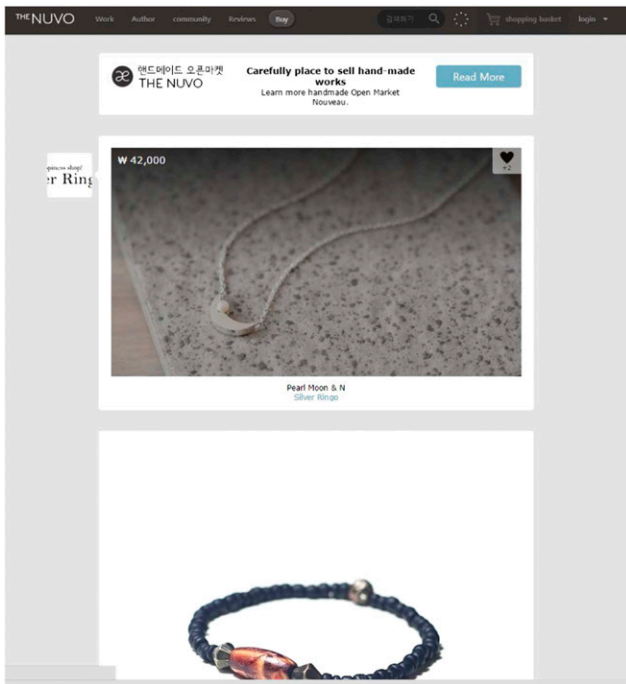 THE NUVO Work Author community Reviews Buy 검색하기 shopping basket login
핸드메이드 오픈마켓
THE NUVO
Carefully place to sell hand-made
works
Learn more handmade Open Market
Nouveau.
Read More
₩ 42,000
+2
er Ring
Pearl Moon & N
Silver Ringo